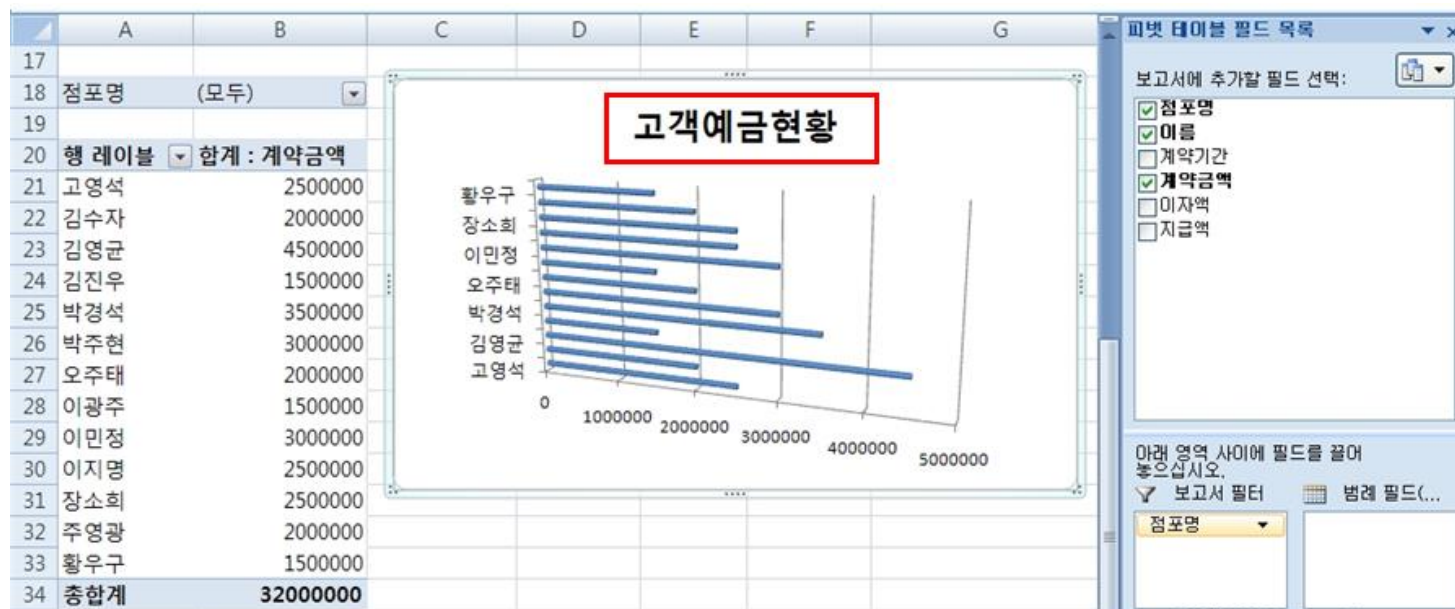 A B C D E F G
17
18 점포명 (모두)
19
20 행 레이블 합계 : 계약금액
21 고영석 2500000
22 김수자 2000000
23 김영균 4500000
24 김진우 1500000
25 박경석 3500000
26 박주현 3000000
27 오주태 2000000
28 이광주 1500000
29 이민정 3000000
30 이지명 2500000
31 장소희 2500000
32 주영광 2000000
33 황우구 1500000
34 총합계 32000000
고객예금현황
황우구
장소희
이민정
오주태
박경석
김영균
고영석
0 1000000 2000000 3000000 4000000 5000000
피벗 테이블 필드 목록
보고서에 추가할 필드 선택:
점포명
이름
계약기간
계약금액
이자액
지급액
아래 영역 사이에 필드를 끌어
놓으십시오.
보고서 필터 범례 필드(...
점포명